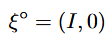 ξ° = (I, 0)